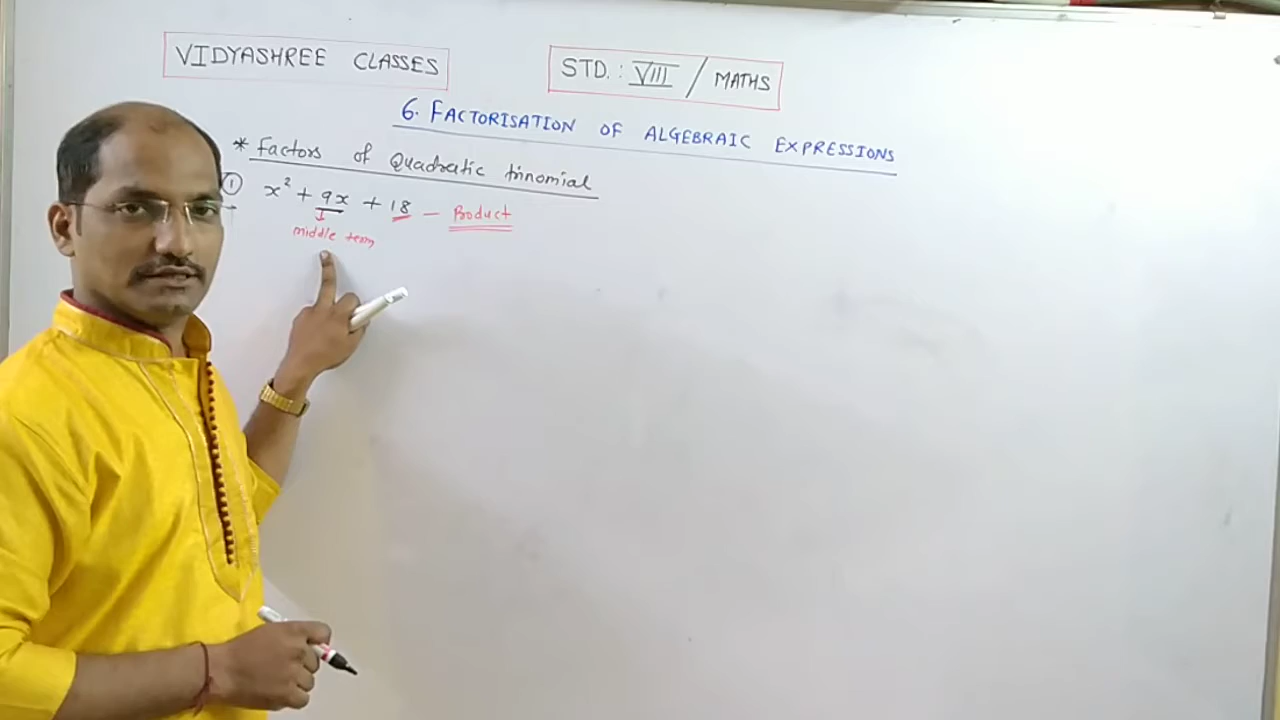 VIDYASHREE CLASSES
STD. : VIII / MATHS
6. FACTORISATION OF ALGEBRAIC EXPRESSIONS
* Factors of Quadratic trinomial
① x² + 9x + 18 — Product
↓
middle term